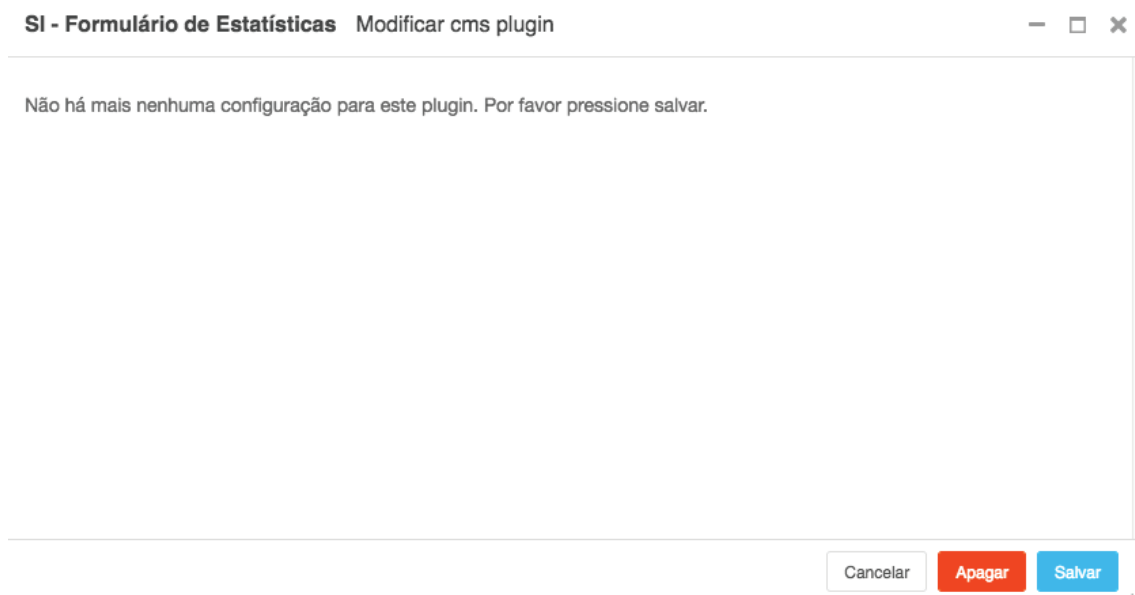 SI - Formulário de Estatísticas Modificar cms plugin
Não há mais nenhuma configuração para este plugin. Por favor pressione salvar.
Cancelar Apagar Salvar